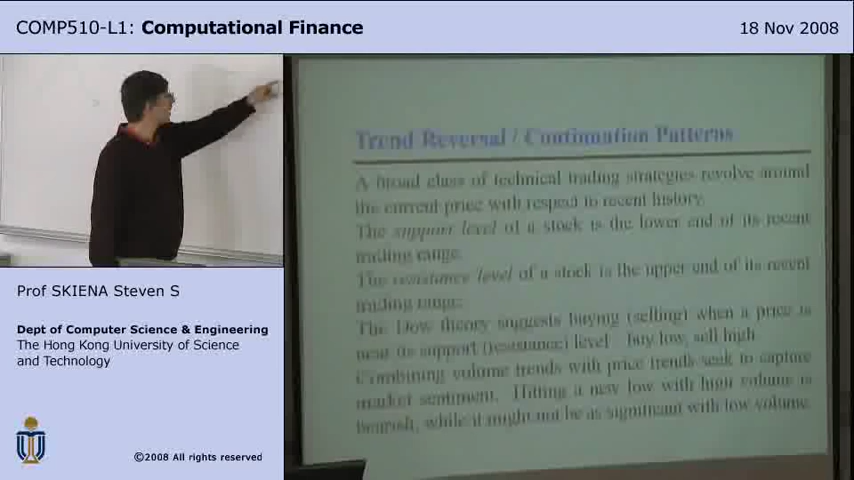 COMP510-L1: Computational Finance
18 Nov 2008
Trend Reversal / Continuation Patterns
A broad class of technical trading strategies revolve around
the current price with respect to recent history.
The support level of a stock is the lower end of its recent
trading range.
The resistance level of a stock is the upper end of its recent
trading range.
The Dow theory suggests buying (selling) when a price is
near its support (resistance) level buy low, sell high
Combining volume trends with price trends seek to capture
market sentiment. Hitting a new low with high volume is
bearish, while it might not be as significant with low volume.
Prof SKIENA Steven S
Dept of Computer Science & Engineering
The Hong Kong University of Science
and Technology
©2008 All rights reserved